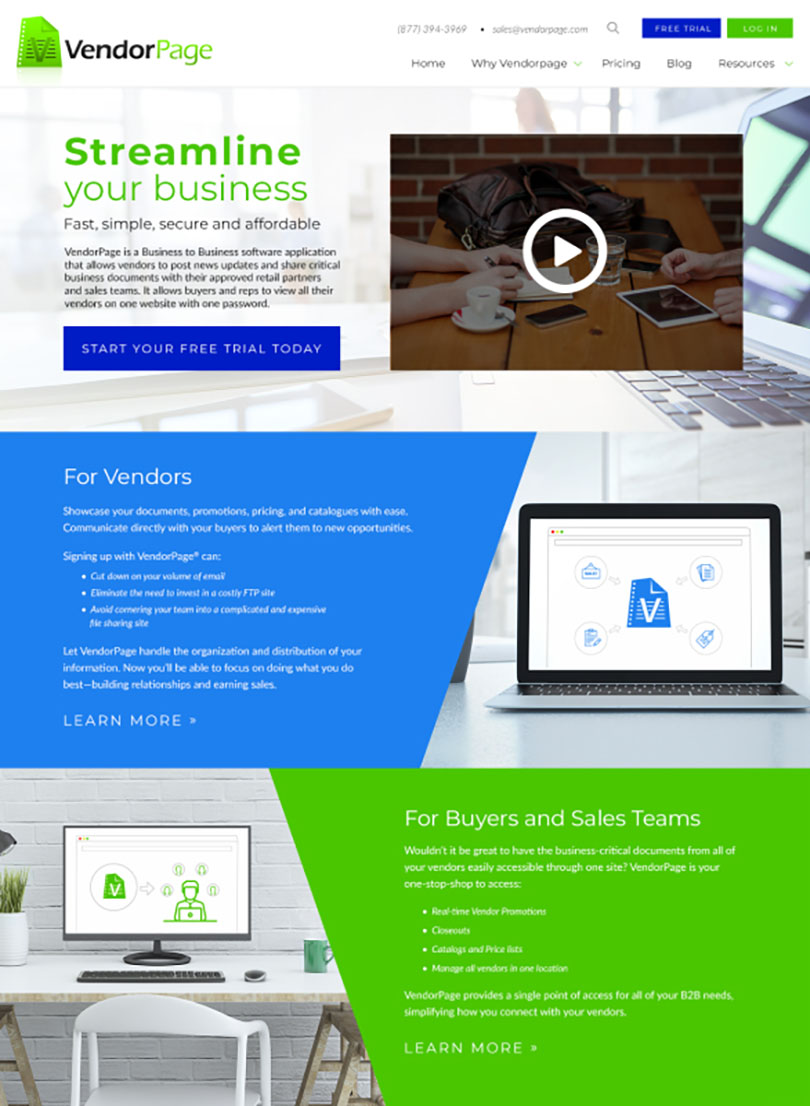 VendorPage
(877) 394-3969 • sales@vendorpage.com
FREE TRIAL
LOG IN
Home
Why Vendorpage
Pricing
Blog
Resources
Streamline
your business
Fast, simple, secure and affordable
VendorPage is a Business to Business software application
that allows vendors to post news updates and share critical
business documents with their approved retail partners
and sales teams. It allows buyers and reps to view all their
vendors on one website with one password.
START YOUR FREE TRIAL TODAY
For Vendors
Showcase your documents, promotions, pricing, and catalogues with ease.
Communicate directly with your buyers to alert them to new opportunities.
Signing up with VendorPage® can:
• Cut down on your volume of email
• Eliminate the need to invest in a costly FTP site
• Avoid cornering your team into a complicated and expensive
file sharing site
Let VendorPage handle the organization and distribution of your
information. Now you'll be able to focus on doing what you do
best—building relationships and earning sales.
LEARN MORE »
V
V
For Buyers and Sales Teams
Wouldn't it be great to have the business-critical documents from all of
your vendors easily accessible through one site? VendorPage is your
one-stop-shop to access:
• Real-time Vendor Promotions
• Closeouts
• Catalogs and Price lists
• Manage all vendors in one location
VendorPage provides a single point of access for all of your B2B needs,
simplifying how you connect with your vendors.
LEARN MORE »